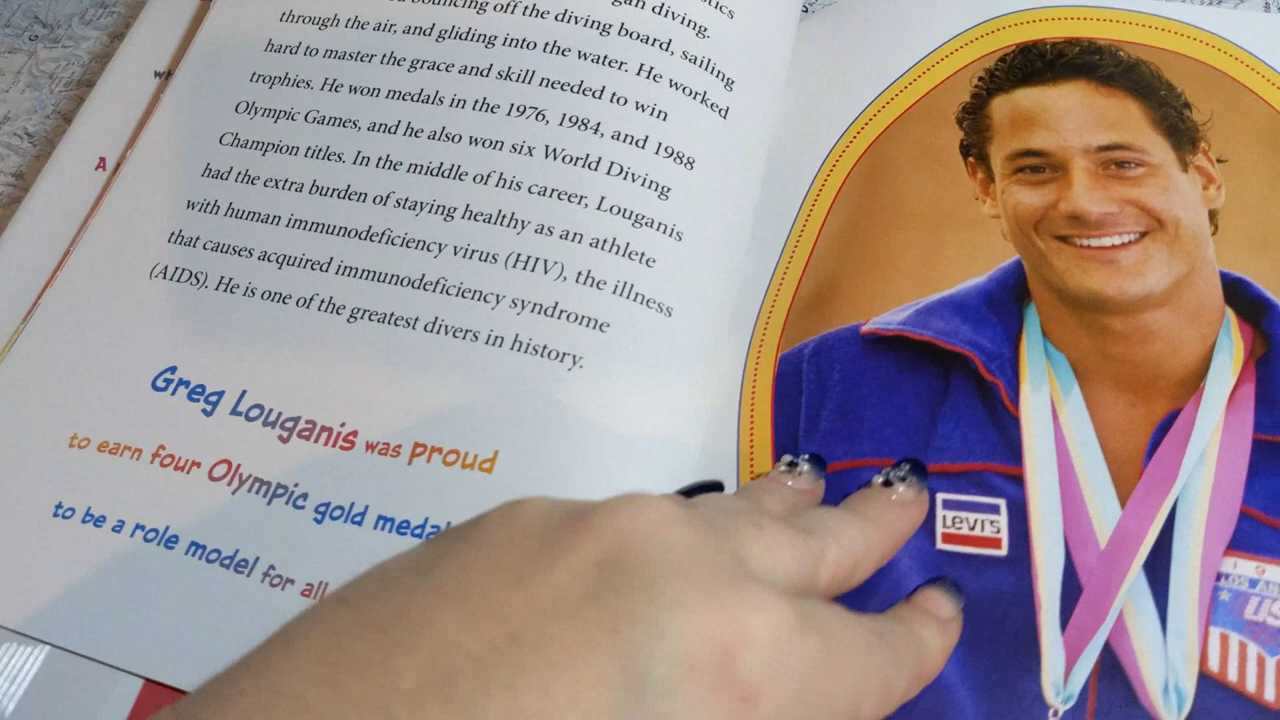 bouncing off the diving board, sailing
through the air, and gliding into the water. He worked
hard to master the grace and skill needed to win
trophies. He won medals in the 1976, 1984, and 1988
Olympic Games, and he also won six World Diving
Champion titles. In the middle of his career, Louganis
had the extra burden of staying healthy as an athlete
with human immunodeficiency virus (HIV), the illness
that causes acquired immunodeficiency syndrome
(AIDS). He is one of the greatest divers in history.
Greg Louganis was proud
to earn four Olympic gold
to be a role model for all
A
LEVI'S
LOS